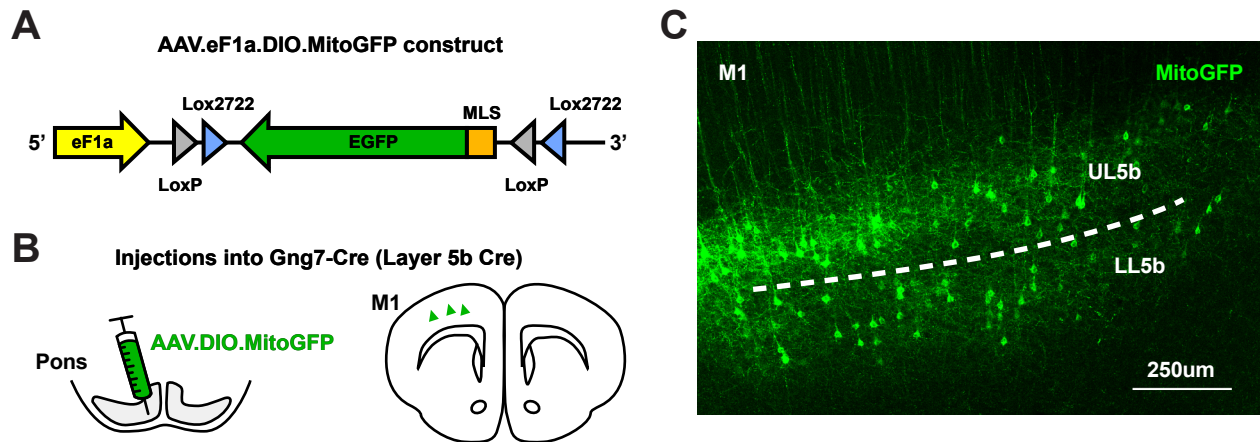 A
AAV.eF1a.DIO.MitoGFP construct
Lox2722
MLS
Lox2722
5'
eF1a
EGFP
3'
LoxP
LoxP
B
Injections into Gng7-Cre (Layer 5b Cre)
M1
AAV.DIO.MitoGFP
Pons
C
M1
MitoGFP
UL5b
LL5b
250um